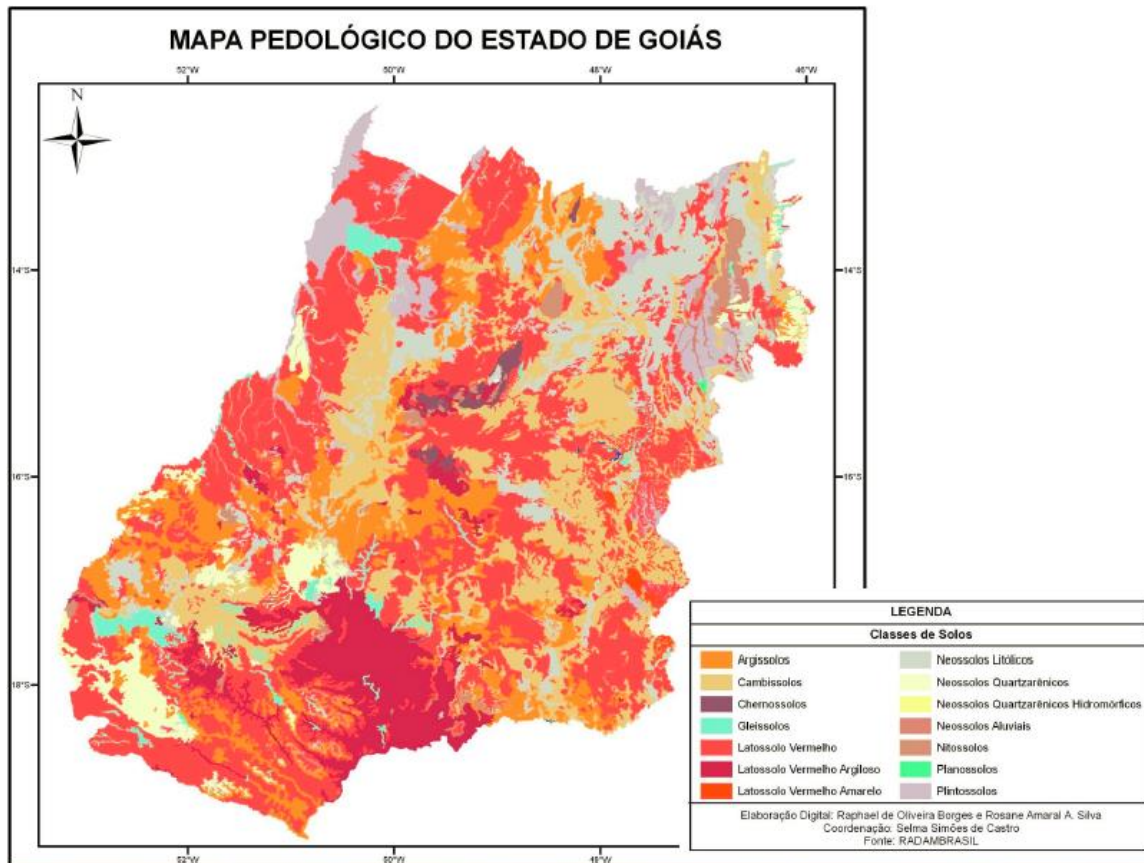 MAPA PEDOLÓGICO DO ESTADO DE GOIÁS
52°W 50°W 48°W 46°W
N
14°S 14°S
16°S 16°S
18°S
52°W 50°W 48°W
LEGENDA
Classes de Solos
Argissolos
Cambissolos
Chernossolos
Gleissolos
Latossolo Vermelho
Latossolo Vermelho Argiloso
Latossolo Vermelho Amarelo
Neossolos Litólicos
Neossolos Quartzarênicos
Neossolos Quartzarênicos Hidromórficos
Neossolos Aluviais
Nitossolos
Planossolos
Plintossolos
Elaboração Digital: Raphael de Oliveira Borges e Rosane Amaral A. Silva
Coordenação: Selma Simões de Castro
Fonte: RADAMBRASIL